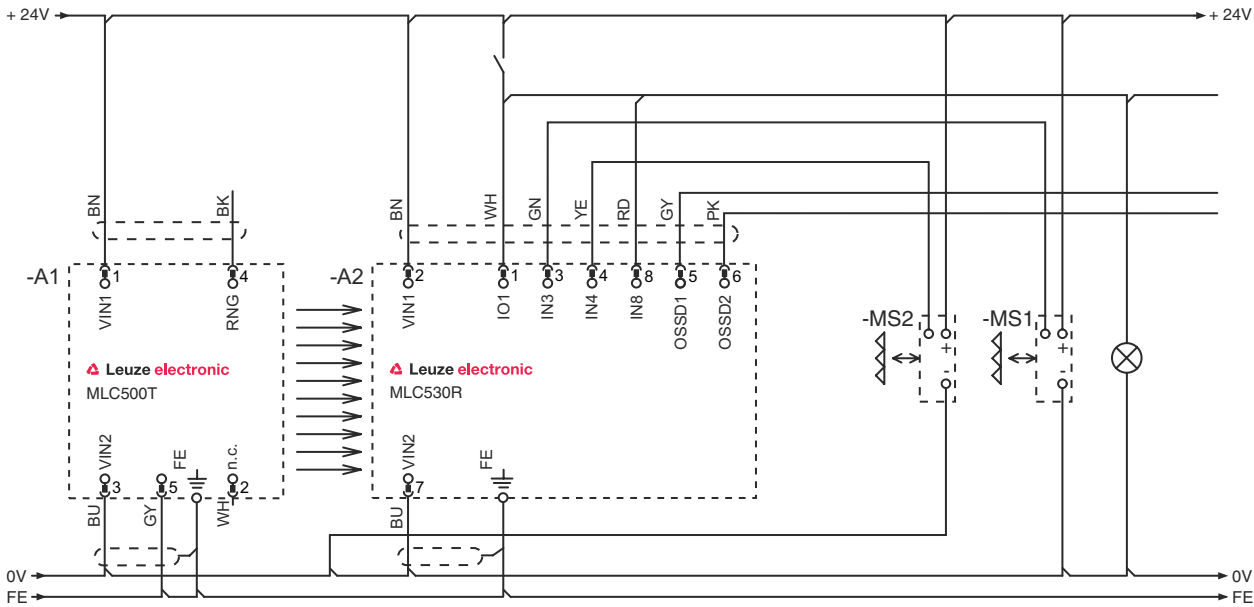 + 24V
+ 24V
BN
BK
BN
WH
GN
YE
RD
GY
PK
-A1
1
4
-A2
2
1
3
4
8
5
6
VIN1
RNG
VIN1
IO1
IN3
IN4
IN8
OSSD1
OSSD2
-MS2
-MS1
+
-
+
-
Leuze electronic
MLC500T
Leuze electronic
MLC530R
VIN2
FE
n.c.
VIN2
FE
3
5
2
7
BU
GY
WH
BU
0V
0V
FE
FE